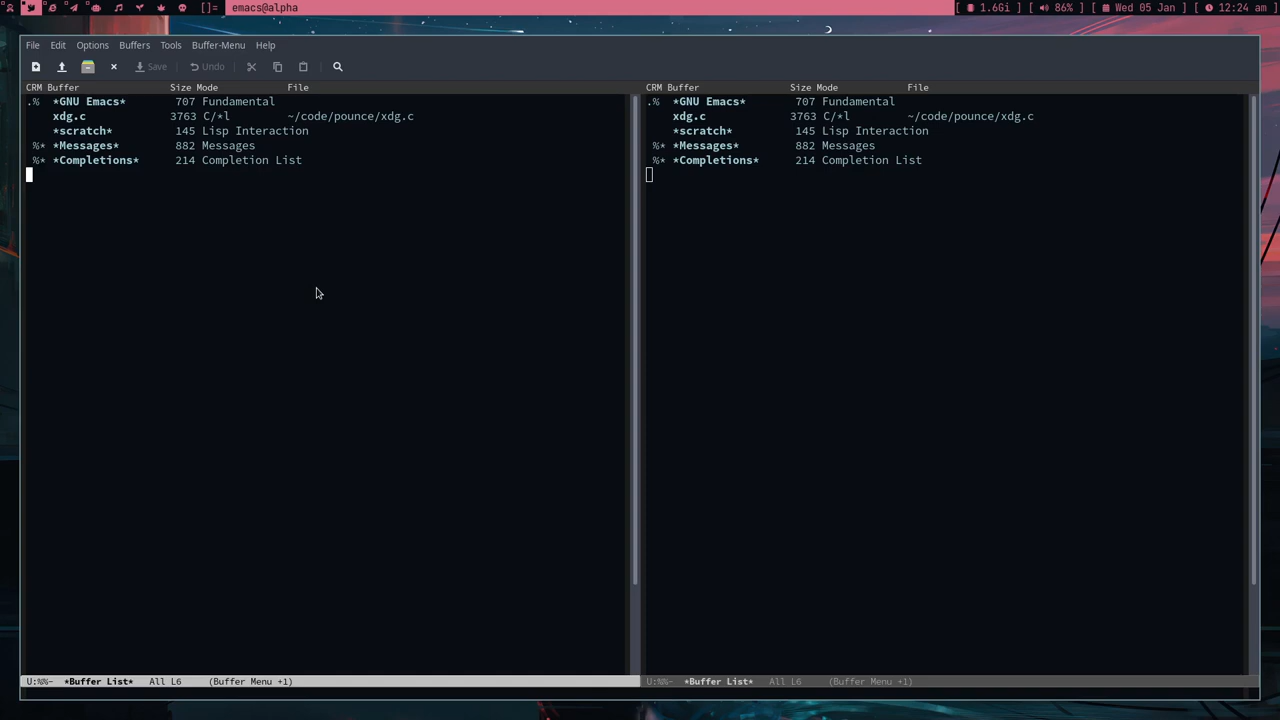 []= emacs@alpha [ 1.6Gi ] [ 86% ] [ Wed 05 Jan ] [ 12:24 am ]
File Edit Options Buffers Tools Buffer-Menu Help
Save Undo
CRM Buffer Size Mode File
.% *GNU Emacs* 707 Fundamental
xdg.c 3763 C/*l ~/code/pounce/xdg.c
*scratch* 145 Lisp Interaction
%* *Messages* 882 Messages
%* *Completions* 214 Completion List
U:%%- *Buffer List* All L6 (Buffer Menu +1)
CRM Buffer Size Mode File
.% *GNU Emacs* 707 Fundamental
xdg.c 3763 C/*l ~/code/pounce/xdg.c
*scratch* 145 Lisp Interaction
%* *Messages* 882 Messages
%* *Completions* 214 Completion List
U:%%- *Buffer List* All L6 (Buffer Menu +1)